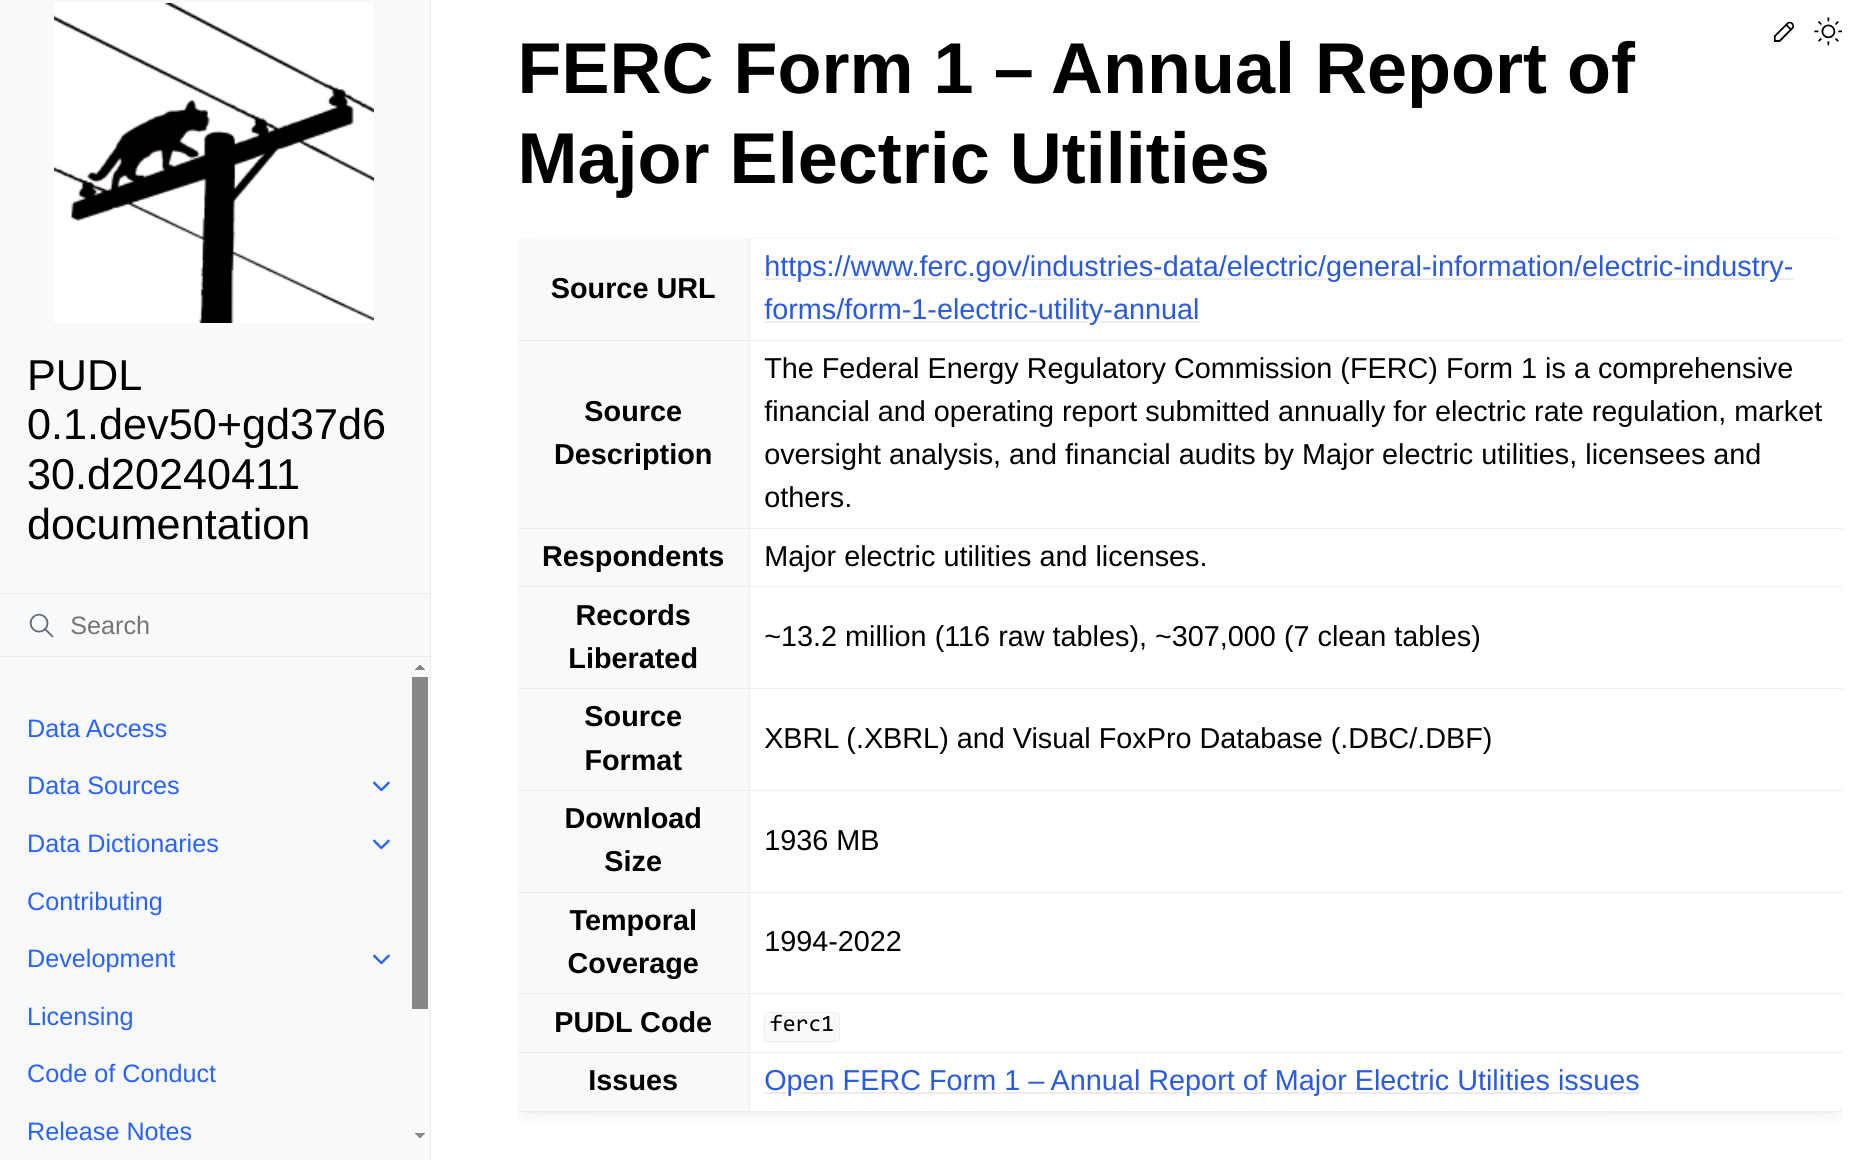 PUDL
0.1.dev50+gd37d6
30.d20240411
documentation
Search
Data Access
Data Sources
Data Dictionaries
Contributing
Development
Licensing
Code of Conduct
Release Notes
FERC Form 1 – Annual Report of
Major Electric Utilities
Source URL
https://www.ferc.gov/industries-data/electric/general-information/electric-industry-
forms/form-1-electric-utility-annual
Source
Description
The Federal Energy Regulatory Commission (FERC) Form 1 is a comprehensive
financial and operating report submitted annually for electric rate regulation, market
oversight analysis, and financial audits by Major electric utilities, licensees and
others.
Respondents
Major electric utilities and licenses.
Records
Liberated
~13.2 million (116 raw tables), ~307,000 (7 clean tables)
Source
Format
XBRL (.XBRL) and Visual FoxPro Database (.DBC/.DBF)
Download
Size
1936 MB
Temporal
Coverage
1994-2022
PUDL Code
ferc1
Issues
Open FERC Form 1 – Annual Report of Major Electric Utilities issues